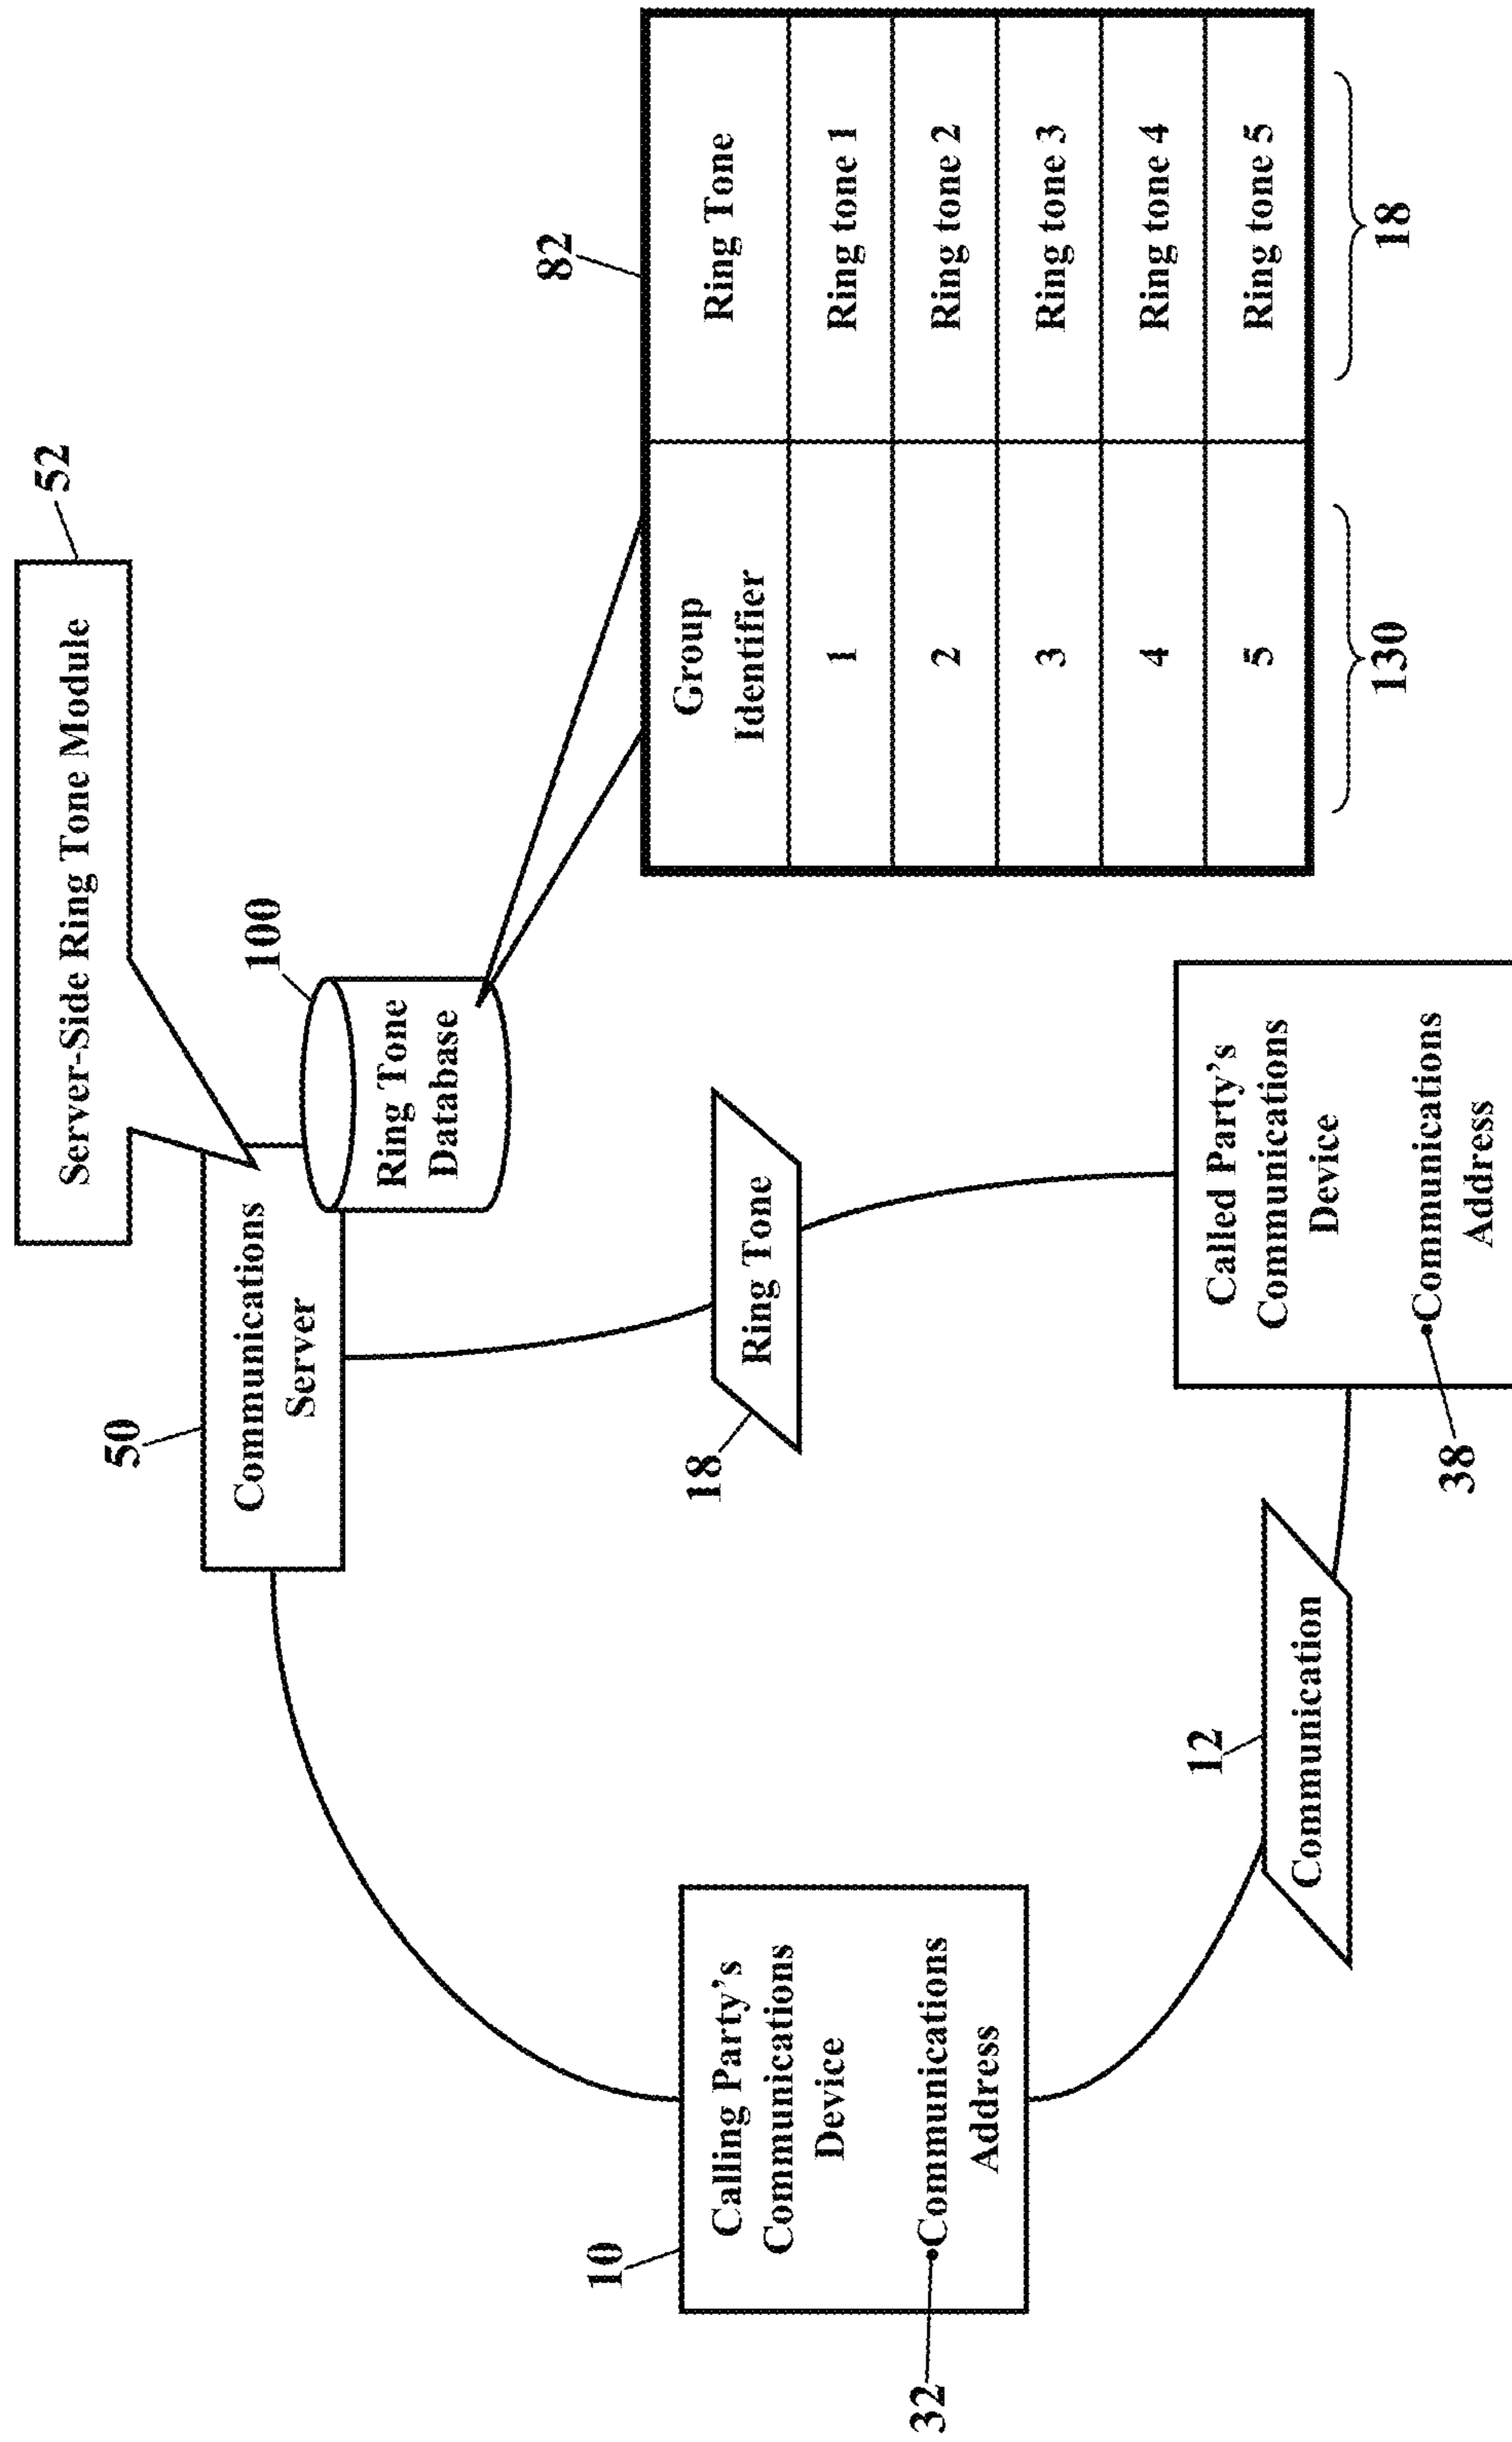 52
Server-Side Ring Tone Module
50
Communications
Server
100
Ring Tone
Database
82
Group
Identifier
Ring Tone
1
Ring tone 1
2
Ring tone 2
3
Ring tone 3
4
Ring tone 4
5
Ring tone 5
130
18
18
Ring Tone
10
Calling Party's
Communications
Device
Communications
Address
32
12
Communication
Called Party's
Communications
Device
Communications
Address
38